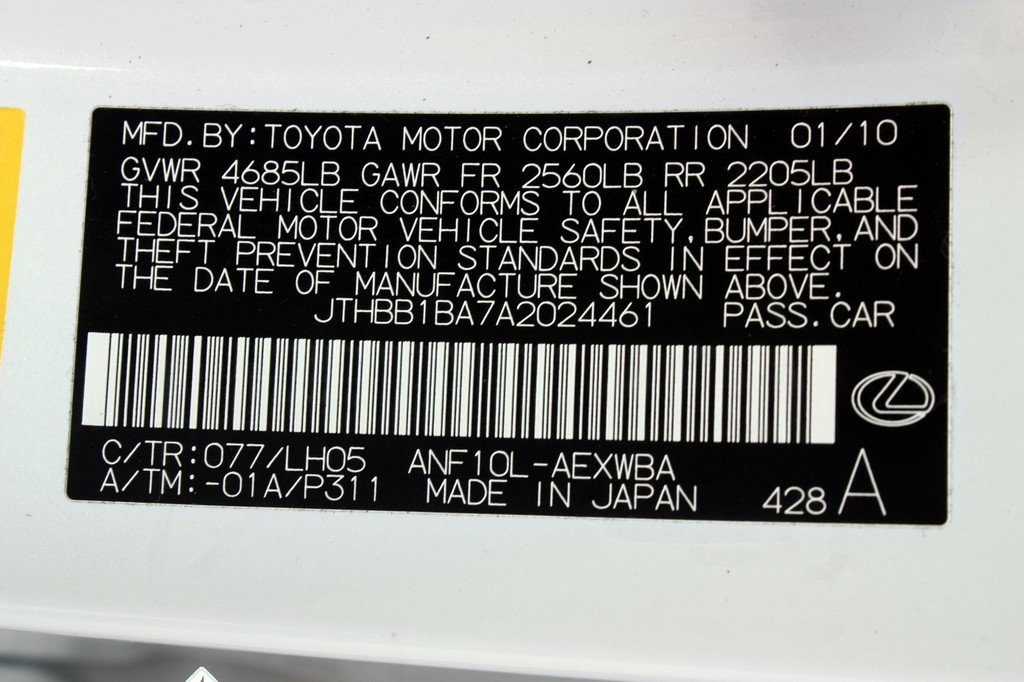 MFD.BY:TOYOTA MOTOR CORPORATION 01/10
GVWR 4685LB GAWR FR 2560LB RR 2205LB
THIS VEHICLE CONFORMS TO ALL APPLICABLE
FEDERAL MOTOR VEHICLE SAFETY,BUMPER,AND
THEFT PREVENTION STANDARDS IN EFFECT ON
THE DATE OF MANUFACTURE SHOWN ABOVE.
JTHBB1BA7A2024461 PASS.CAR
C/TR:077/LH05 ANF10L-AEXWBA
A/TM:-01A/P311 MADE IN JAPAN 428 A